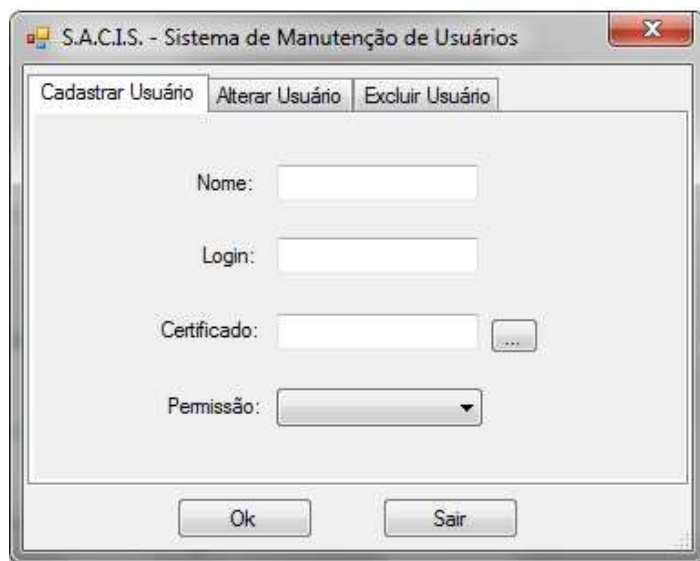 S.A.C.I.S. - Sistema de Manutenção de Usuários
Cadastrar Usuário Alterar Usuário Excluir Usuário
Nome:
Login:
Certificado: ...
Permissão:
Ok Sair